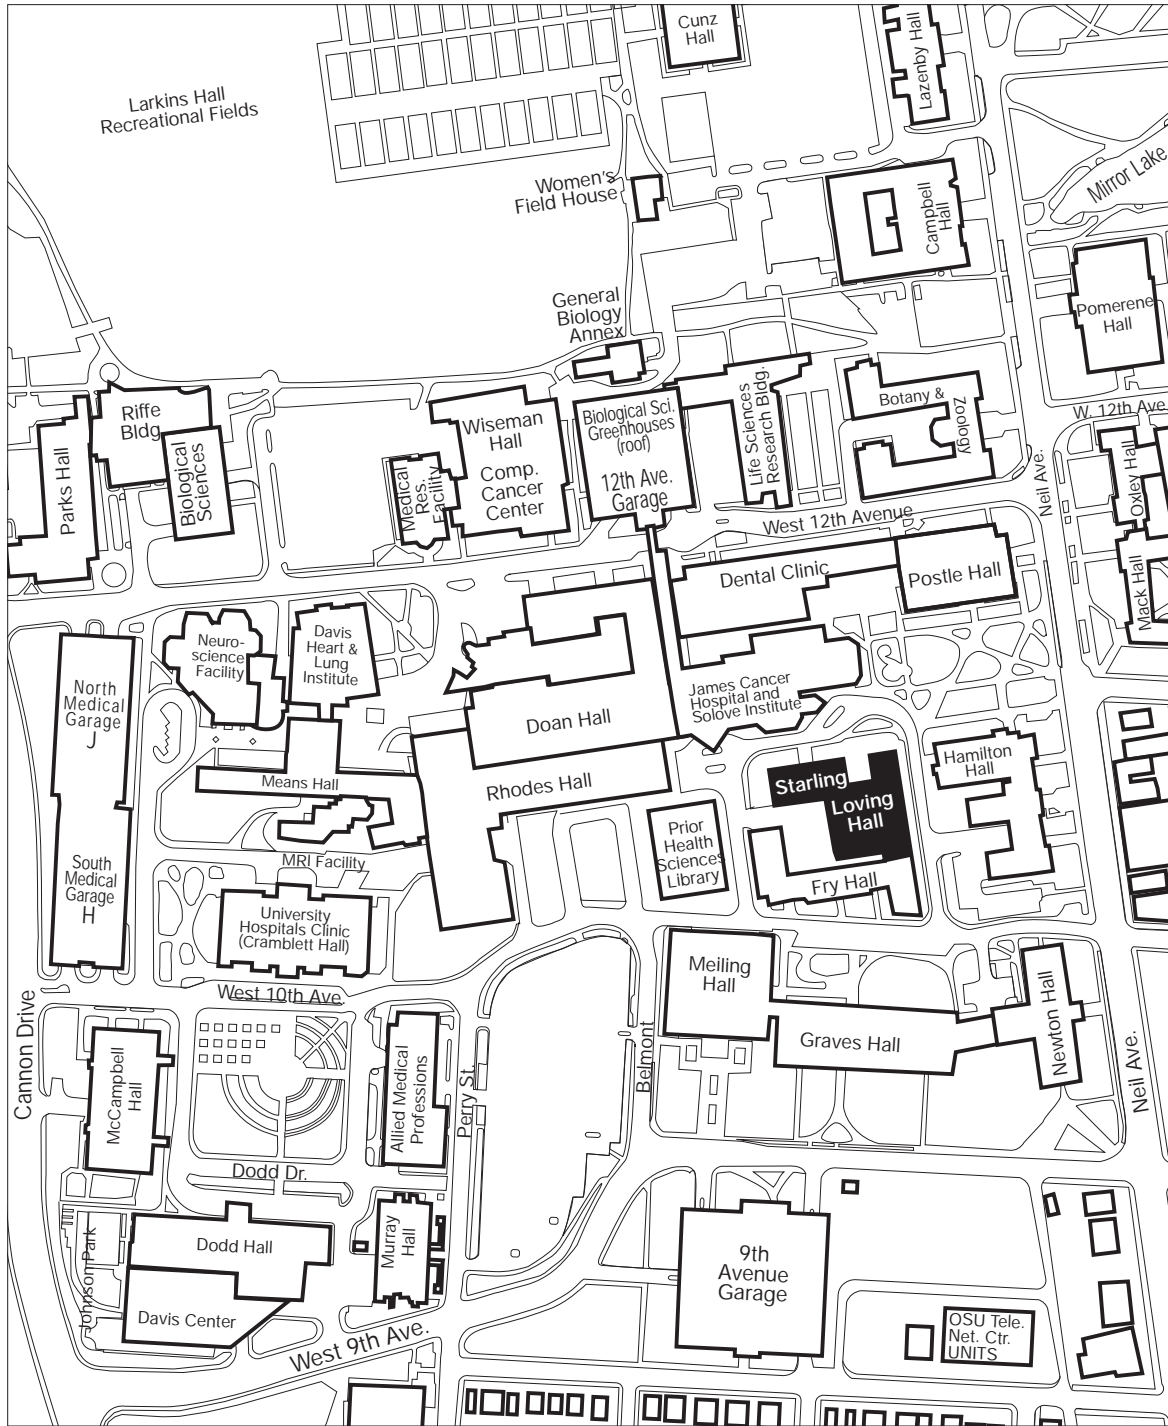 Cunz
Hall
Lazenby Hall
Larkins Hall
Recreational Fields
Mirror Lake
Women's
Field House
Campbell
Hall
General
Biology
Annex
Pomerene
Hall
Riffe
Bldg.
Parks Hall
Biological
Sciences
Wiseman
Hall
Comp.
Cancer
Center
Medical
Res.
Facility
Biological Sci.
Greenhouses
(roof)
12th Ave.
Garage
Life Sciences
Research Bldg.
Botany &
Zoology
W. 12th Ave.
Neil Ave.
Oxley Hall
Mack Hall
West 12th Avenue
Dental Clinic
Postle Hall
Neuro-
science
Facility
Davis
Heart &
Lung
Institute
North
Medical
Garage
J
Doan Hall
James Cancer
Hospital and
Solove Institute
Means Hall
Rhodes Hall
Starling
Loving
Hall
Hamilton
Hall
Prior
Health
Sciences
Library
Fry Hall
South
Medical
Garage
H
MRI Facility
University
Hospitals Clinic
(Cramblett Hall)
West 10th Ave.
Cannon Drive
McCampbell
Hall
Allied Medical
Professions
Perry St.
Belmont
Meiling
Hall
Graves Hall
Newton Hall
Neil Ave.
Dodd Dr.
Johnson Park
Dodd Hall
Davis Center
Murray
Hall
9th
Avenue
Garage
OSU Tele.
Net. Ctr.
UNITS
West 9th Ave.